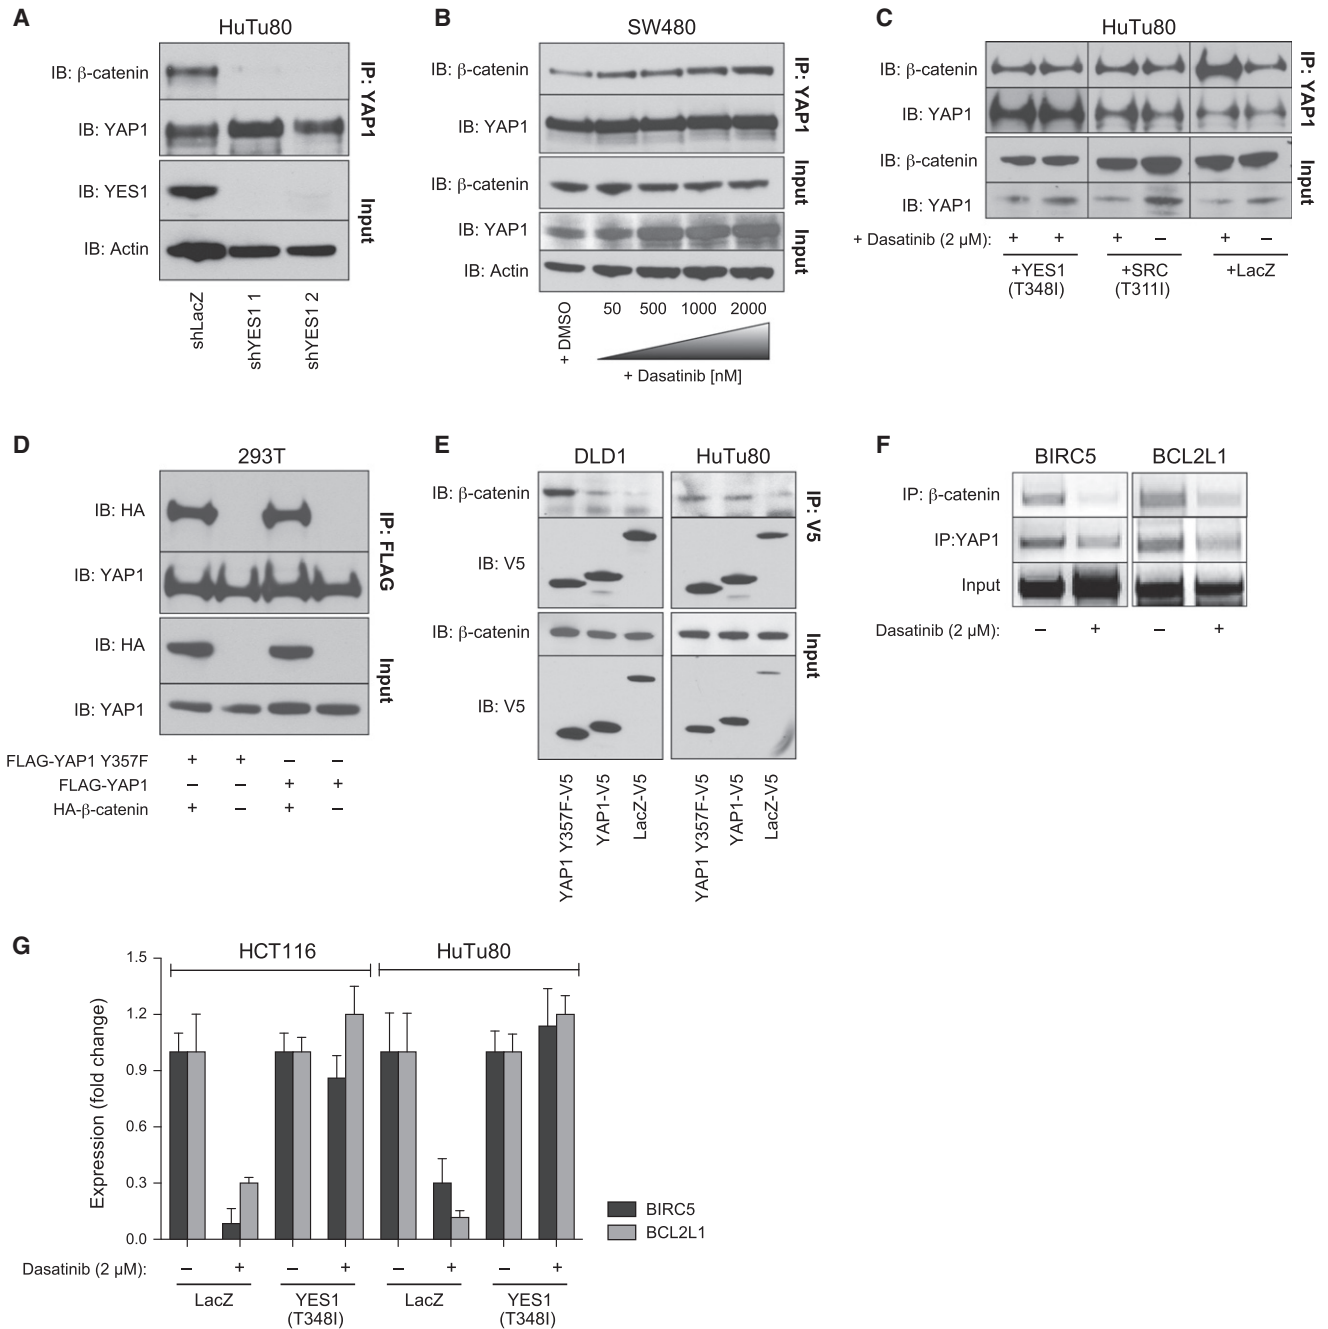 A
HuTu80
IB: β-catenin
IB: YAP1
IP: YAP1
IB: YES1
IB: Actin
Input
shLacZ
shYES1 1
shYES1 2
B
SW480
IB: β-catenin
IB: YAP1
IP: YAP1
IB: β-catenin
Input
IB: YAP1
IB: Actin
Input
+ DMSO
50 500 1000 2000
+ Dasatinib [nM]
C
HuTu80
IB: β-catenin
IB: YAP1
IP: YAP1
IB: β-catenin
IB: YAP1
Input
+ Dasatinib (2 µM): + + + – + –
+YES1 +SRC +LacZ
(T348I) (T311I)
D
293T
IB: HA
IB: YAP1
IP: FLAG
IB: HA
IB: YAP1
Input
FLAG-YAP1 Y357F + + – –
FLAG-YAP1 – – + +
HA-β-catenin + – + –
E
DLD1 HuTu80
IB: β-catenin
IB: V5
IP: V5
IB: β-catenin
IB: V5
Input
YAP1 Y357F-V5
YAP1-V5
LacZ-V5
YAP1 Y357F-V5
YAP1-V5
LacZ-V5
F
BIRC5 BCL2L1
IP: β-catenin
IP:YAP1
Input
Dasatinib (2 µM): – + – +
G
HCT116 HuTu80
Expression (fold change)
1.5
1.2
0.9
0.6
0.3
0.0
BIRC5
BCL2L1
Dasatinib (2 µM): – + – + – + – +
LacZ YES1 LacZ YES1
(T348I) (T348I)